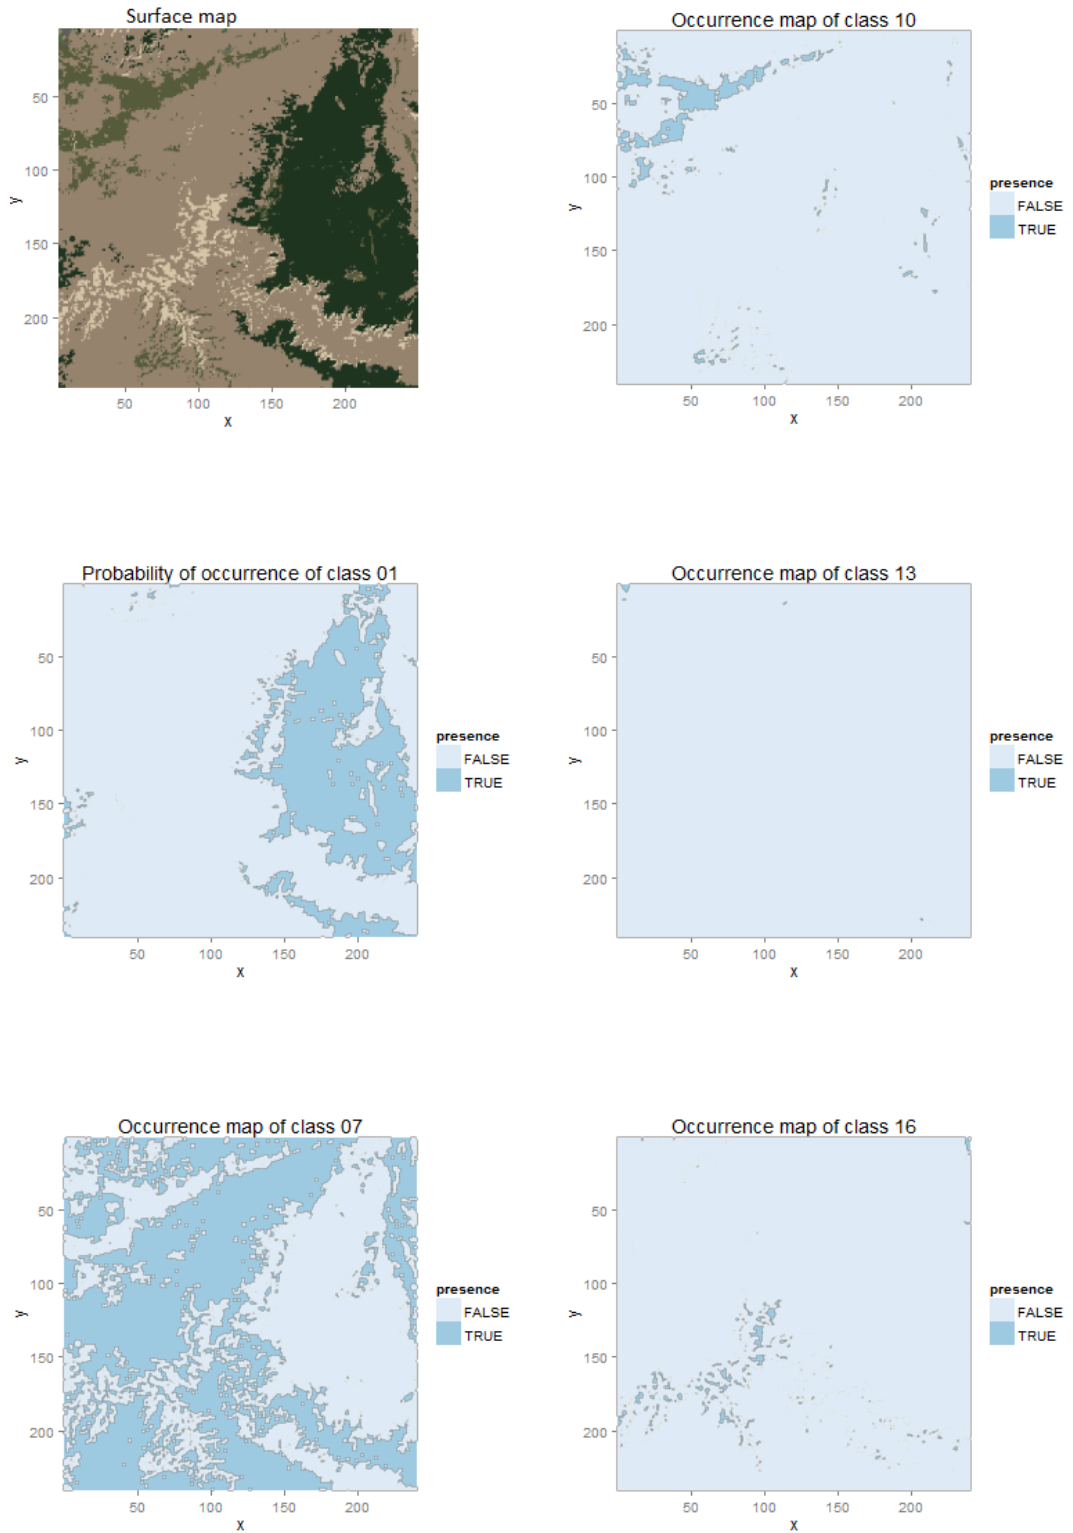 Surface map
50
100
150
200
y
50 100 150 200
x
Occurrence map of class 10
50
100
150
200
y
50 100 150 200
x
presence
FALSE
TRUE
Probability of occurrence of class 01
50
100
150
200
y
50 100 150 200
x
presence
FALSE
TRUE
Occurrence map of class 13
50
100
150
200
y
50 100 150 200
x
presence
FALSE
TRUE
Occurrence map of class 07
50
100
150
200
y
50 100 150 200
x
presence
FALSE
TRUE
Occurrence map of class 16
50
100
150
200
y
50 100 150 200
x
presence
FALSE
TRUE